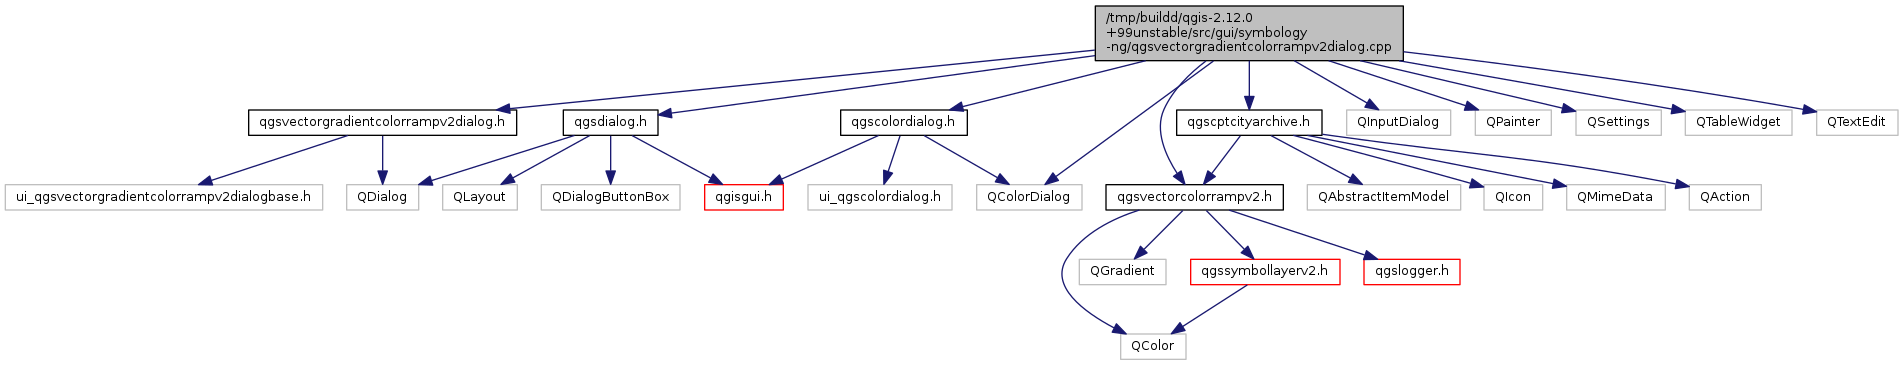 /tmp/buildd/qgis-2.12.0
+99unstable/src/gui/symbology
-ng/qgsvectorgradientcolorrampv2dialog.cpp
qgsvectorgradientcolorrampv2dialog.h
qgsdialog.h
qgscolordialog.h
qgscptcityarchive.h
QInputDialog
QPainter
QSettings
QTableWidget
QTextEdit
ui_qgsvectorgradientcolorrampv2dialogbase.h
QDialog
QLayout
QDialogButtonBox
qgisgui.h
ui_qgscolordialog.h
QColorDialog
qgsvectorcolorrampv2.h
QAbstractItemModel
QIcon
QMimeData
QAction
QGradient
qgssymbollayerv2.h
qgslogger.h
QColor